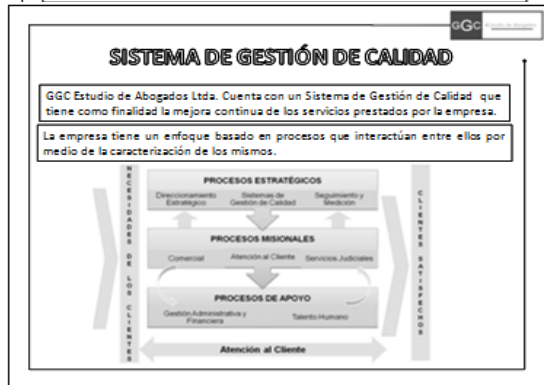 GGC
SISTEMA DE GESTIÓN DE CALIDAD
GGC Estudio de Abogados Ltda. Cuenta con un Sistema de Gestión de Calidad que
tiene como finalidad la mejora continua de los servicios prestados por la empresa.
La empresa tiene un enfoque basado en procesos que interactúan entre ellos por
medio de la caracterización de los mismos.
NECESIDADES DE LOS CLIENTES
PROCESOS ESTRATÉGICOS
Direccionamiento Estratégico
Sistemas de Gestión de Calidad
Seguimiento y Medición
PROCESOS MISIONALES
Comercial
Atención al Cliente
Servicios Judiciales
PROCESOS DE APOYO
Gestión Administrativa y Financiera
Talento Humano
CLIENTES SATISFECHOS
Atención al Cliente